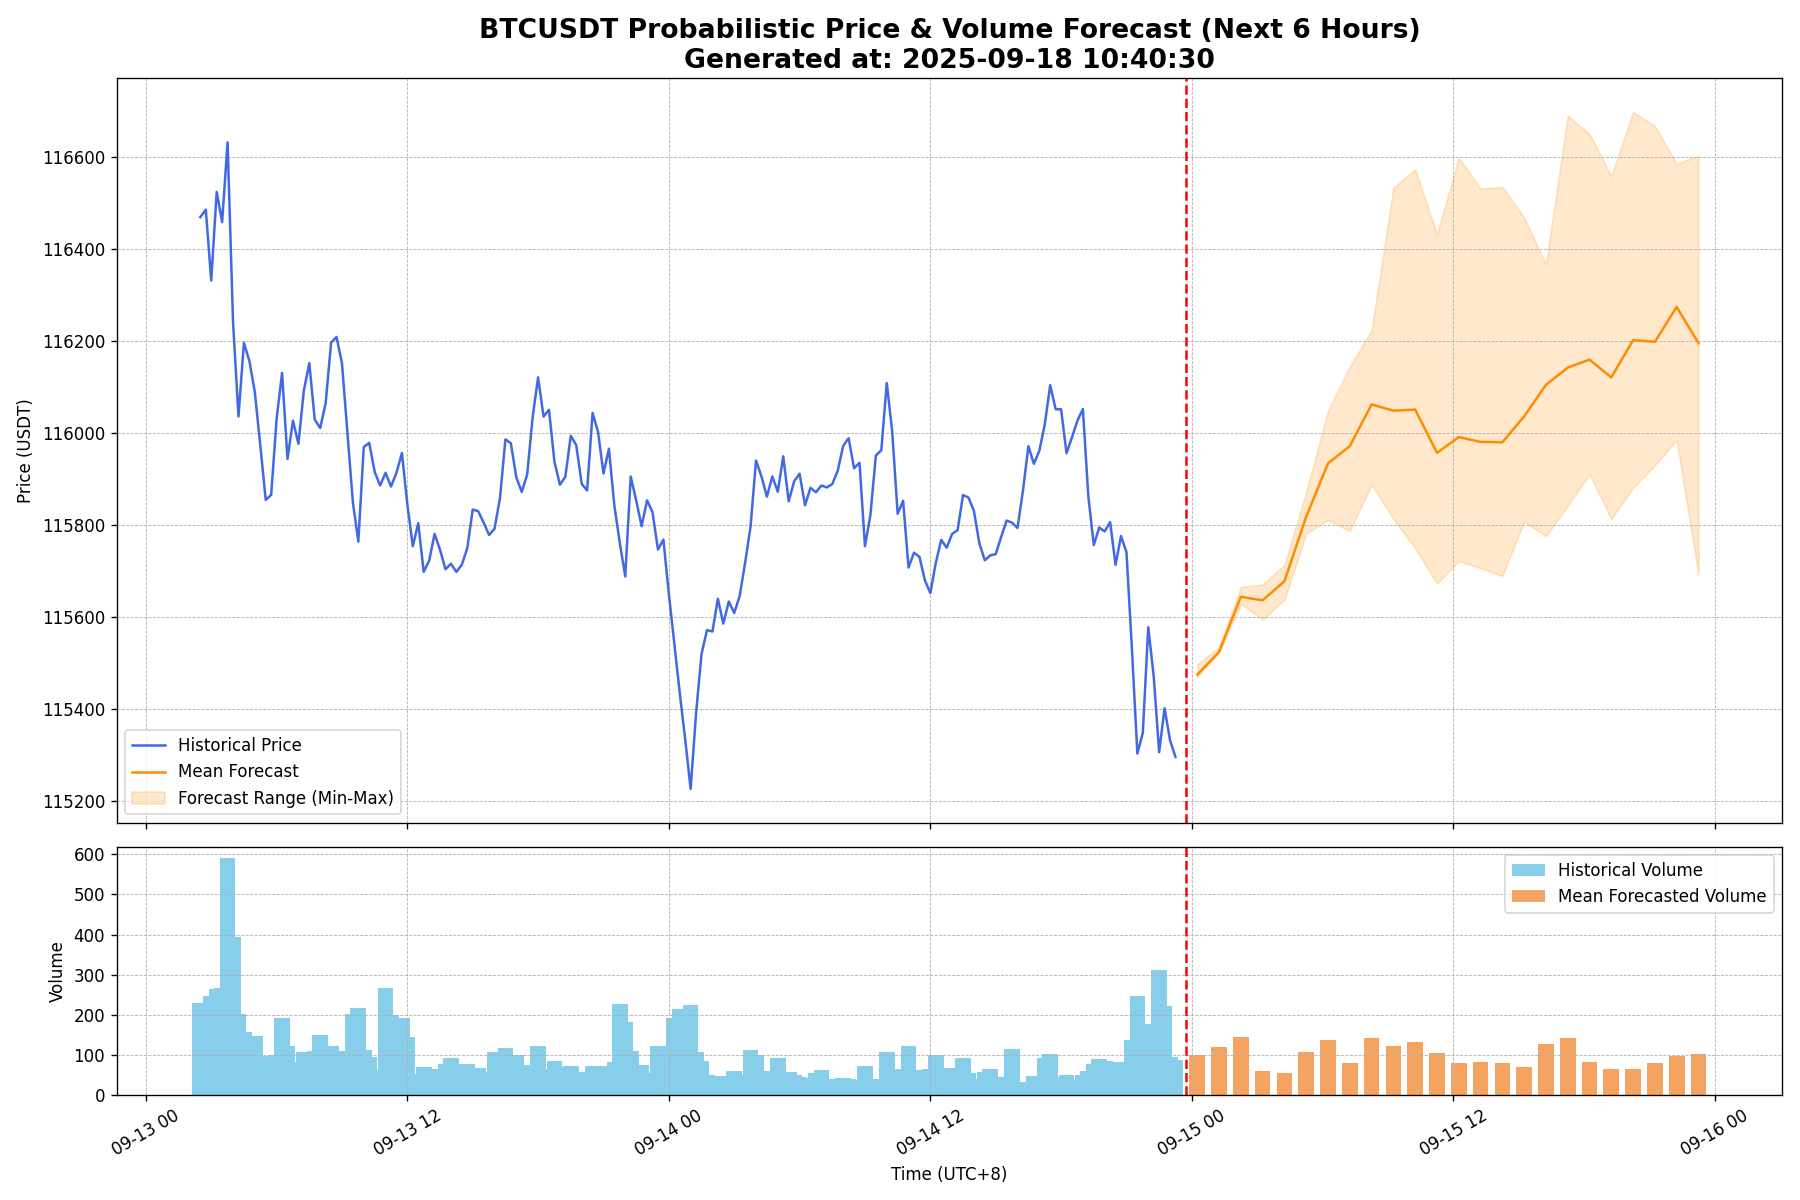 BTCUSDT Probabilistic Price & Volume Forecast (Next 6 Hours)
Generated at: 2025-09-18 10:40:30
Price (USDT)
116600
116400
116200
116000
115800
115600
115400
115200
Historical Price
Mean Forecast
Forecast Range (Min-Max)
Volume
600
500
400
300
200
100
0
Historical Volume
Mean Forecasted Volume
09-13 00
09-13 12
09-14 00
09-14 12
09-15 00
09-15 12
09-16 00
Time (UTC+8)